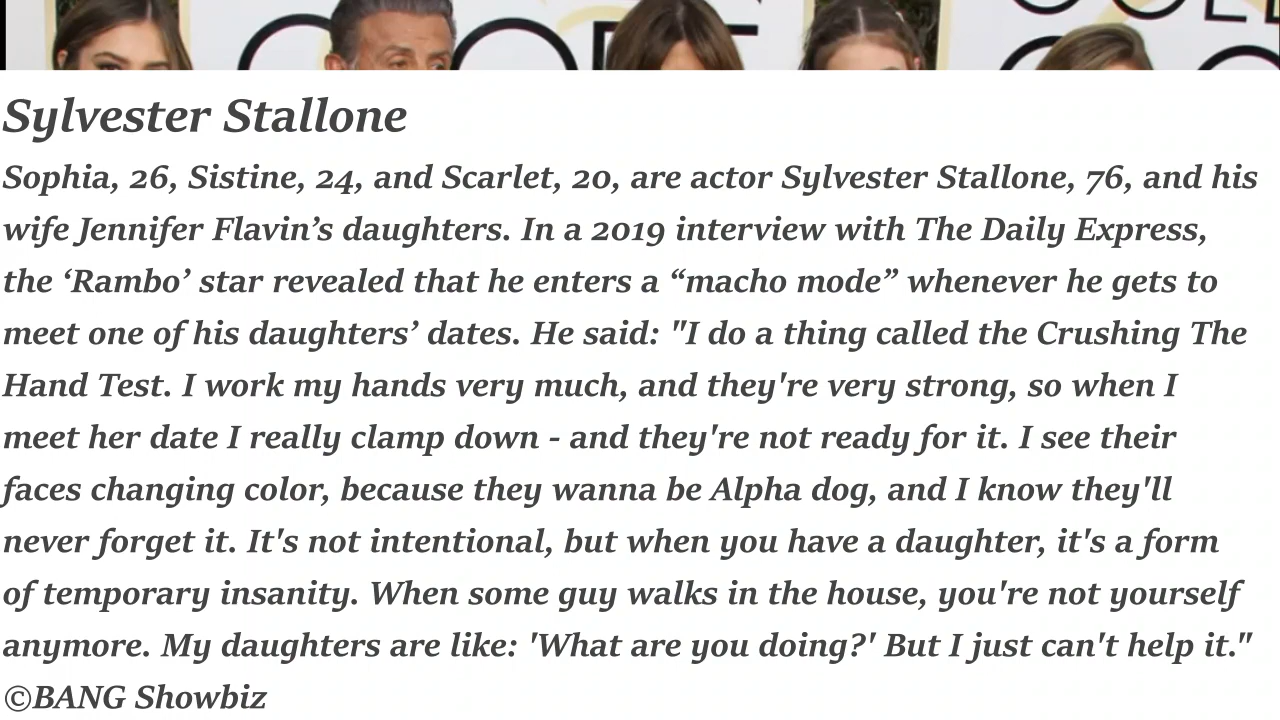 Sylvester Stallone
Sophia, 26, Sistine, 24, and Scarlet, 20, are actor Sylvester Stallone, 76, and his
wife Jennifer Flavin’s daughters. In a 2019 interview with The Daily Express,
the ‘Rambo’ star revealed that he enters a “macho mode” whenever he gets to
meet one of his daughters’ dates. He said: "I do a thing called the Crushing The
Hand Test. I work my hands very much, and they're very strong, so when I
meet her date I really clamp down - and they're not ready for it. I see their
faces changing color, because they wanna be Alpha dog, and I know they'll
never forget it. It's not intentional, but when you have a daughter, it's a form
of temporary insanity. When some guy walks in the house, you're not yourself
anymore. My daughters are like: 'What are you doing?' But I just can't help it."
©BANG Showbiz